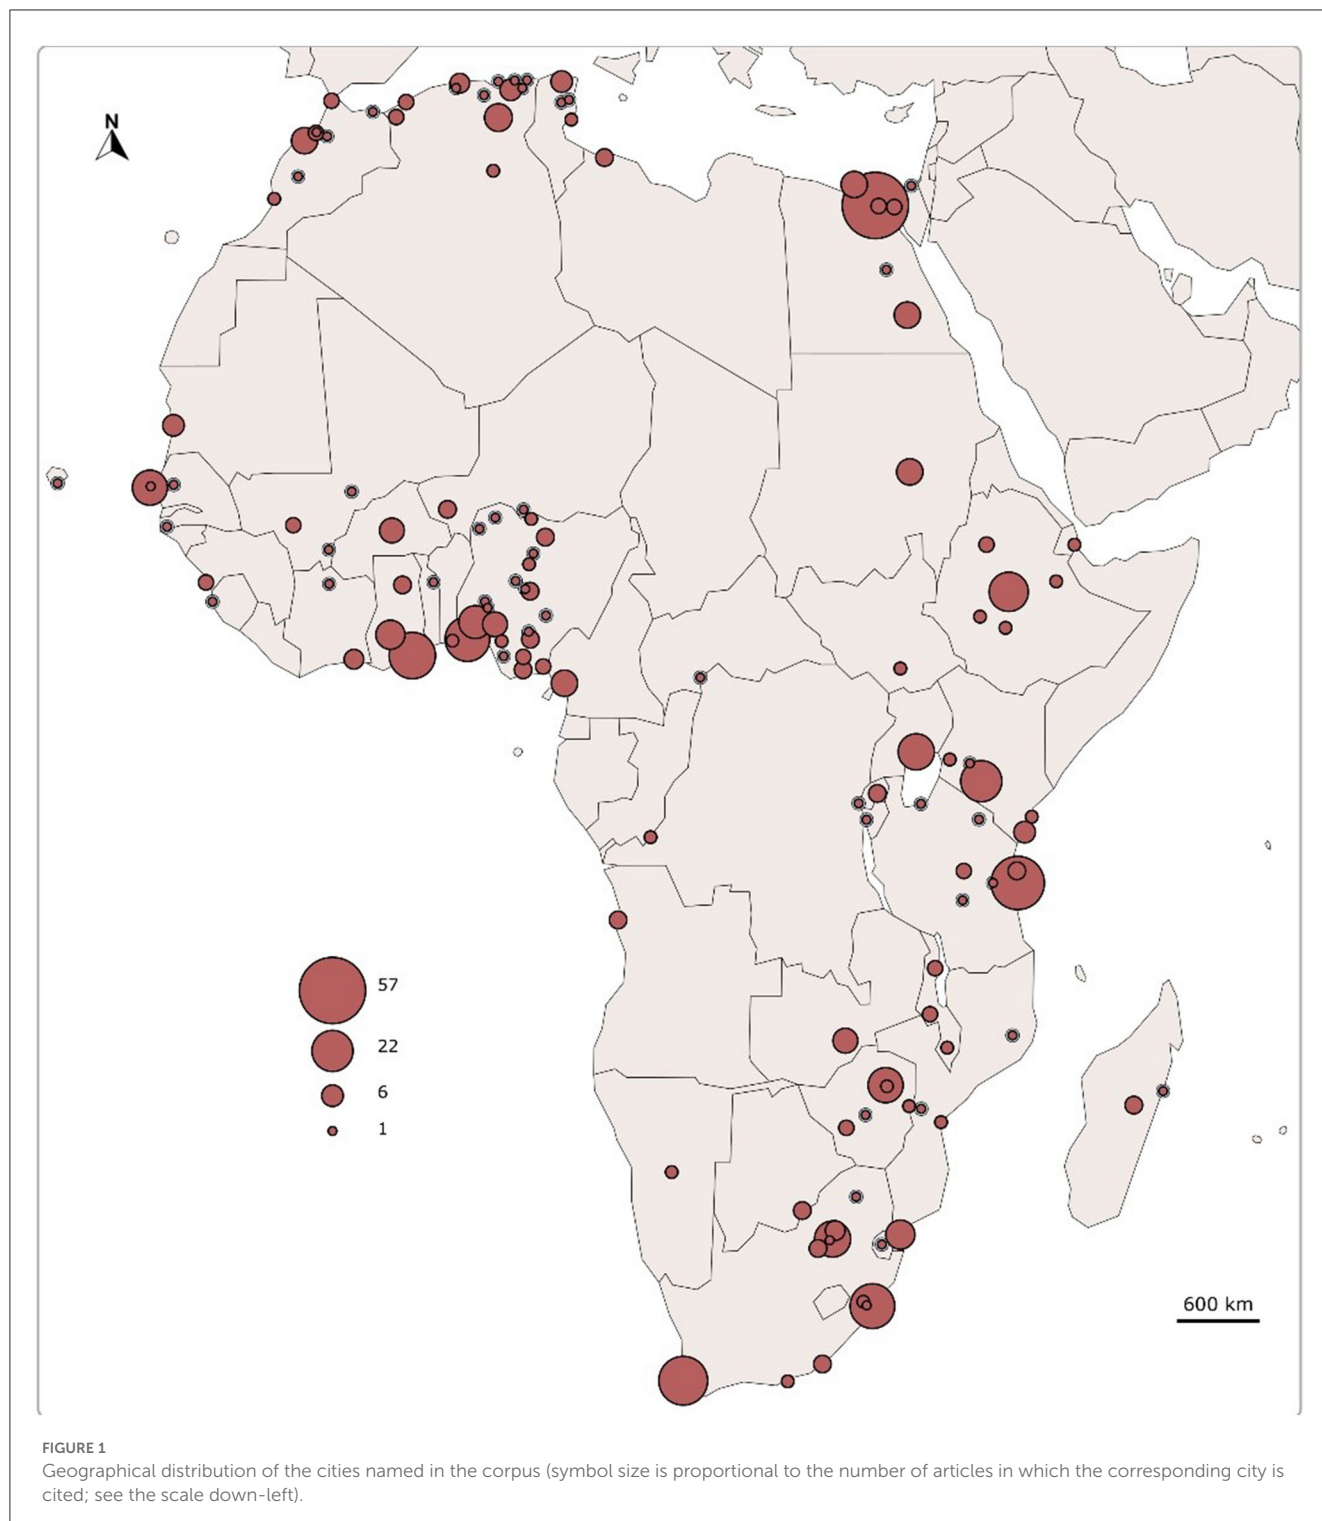 N
57
22
6
1
600 km
FIGURE 1
Geographical distribution of the cities named in the corpus (symbol size is proportional to the number of articles in which the corresponding city is
cited; see the scale down-left).